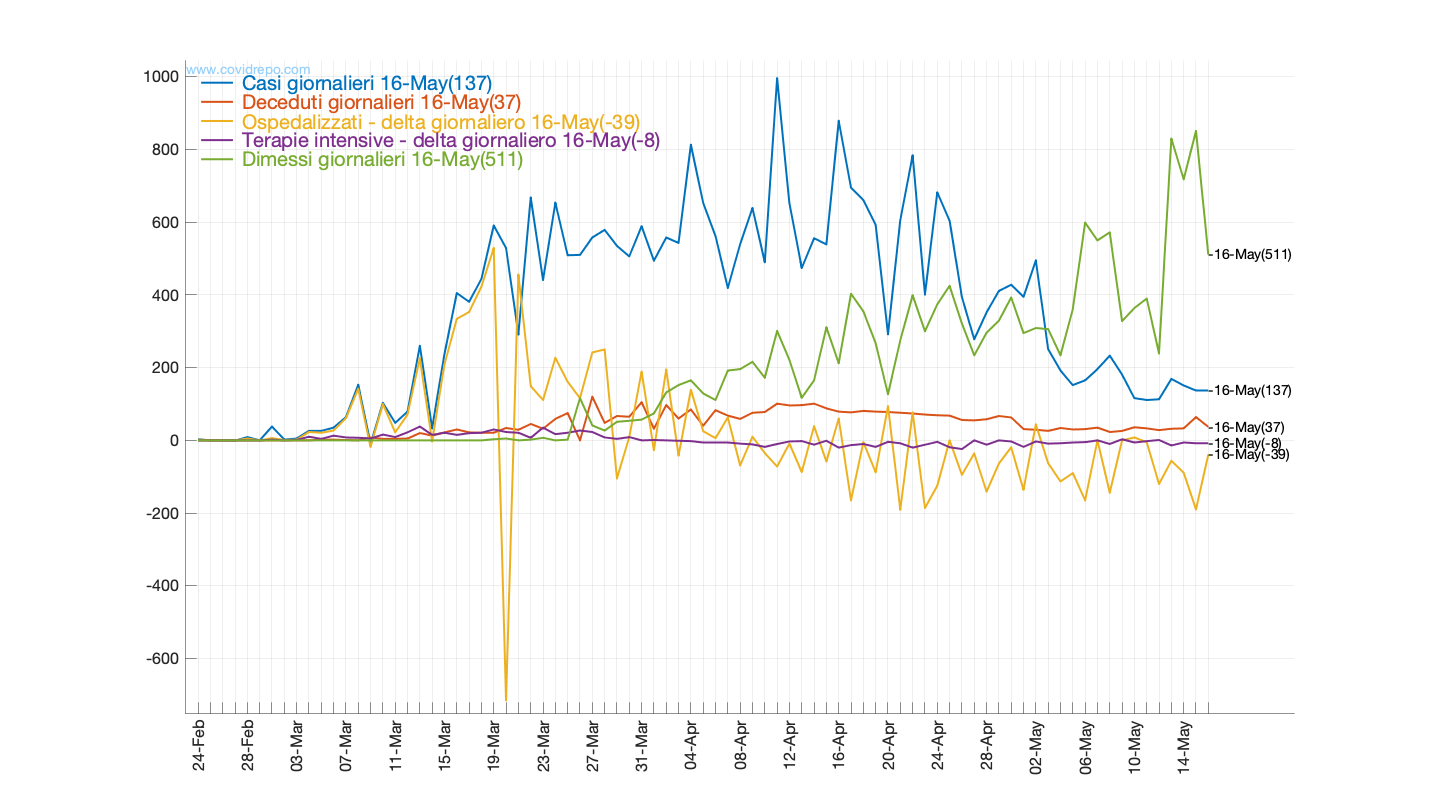 www.covidrepo.com
Casi giornalieri 16-May(137)
Deceduti giornalieri 16-May(37)
Ospedalizzati - delta giornaliero 16-May(-39)
Terapie intensive - delta giornaliero 16-May(-8)
Dimessi giornalieri 16-May(511)
1000
800
600
400
200
0
-200
-400
-600
16-May(511)
16-May(137)
16-May(37)
16-May(-8)
16-May(-39)
24-Feb
28-Feb
03-Mar
07-Mar
11-Mar
15-Mar
19-Mar
23-Mar
27-Mar
31-Mar
04-Apr
08-Apr
12-Apr
16-Apr
20-Apr
24-Apr
28-Apr
02-May
06-May
10-May
14-May